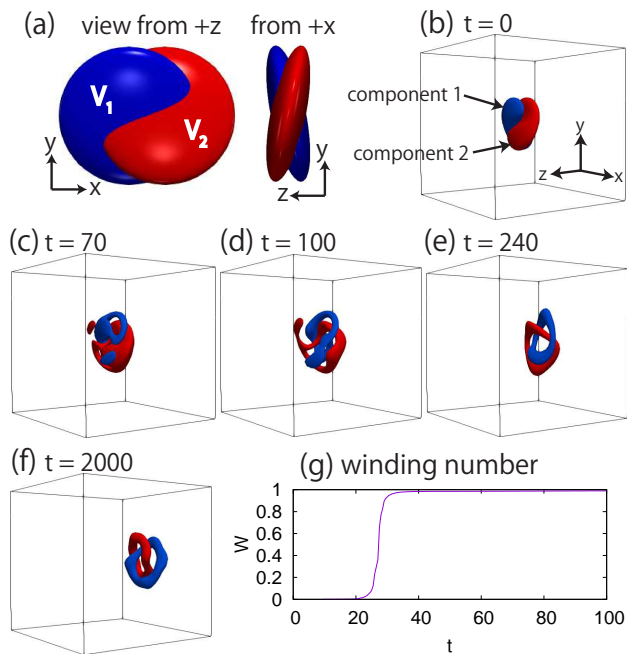 (a) view from +z from +x
V1
V2
y
x
y
z
(b) t = 0
component 1
component 2
y
z
x
(c) t = 70
(d) t = 100
(e) t = 240
(f) t = 2000
(g) winding number
W
1
0.8
0.6
0.4
0.2
0
0 20 40 60 80 100
t